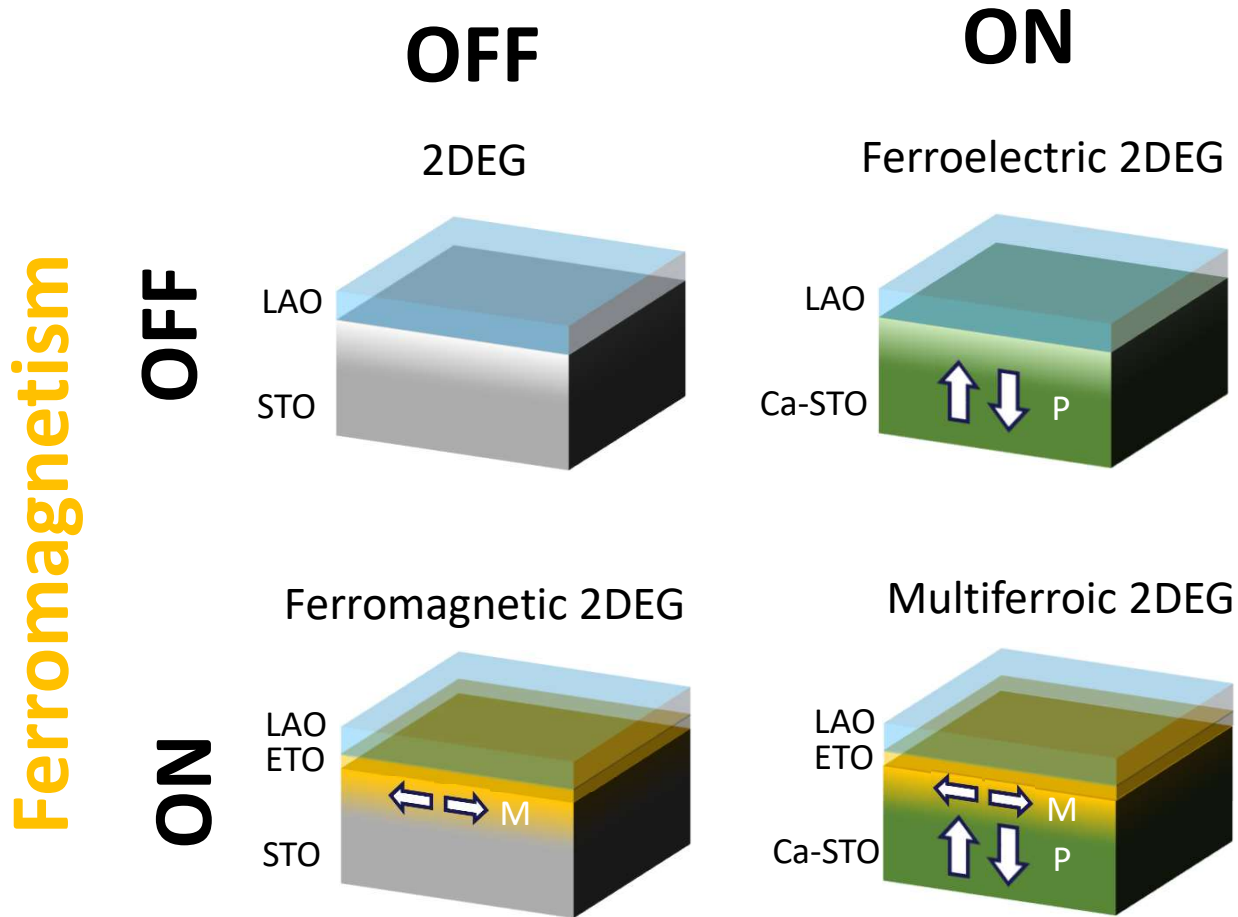 OFF
ON
2DEG
Ferroelectric 2DEG
Ferromagnetism
OFF
LAO
STO
LAO
Ca-STO
P
Ferromagnetic 2DEG
Multiferroic 2DEG
ON
LAO
ETO
M
STO
LAO
ETO
M
Ca-STO
P